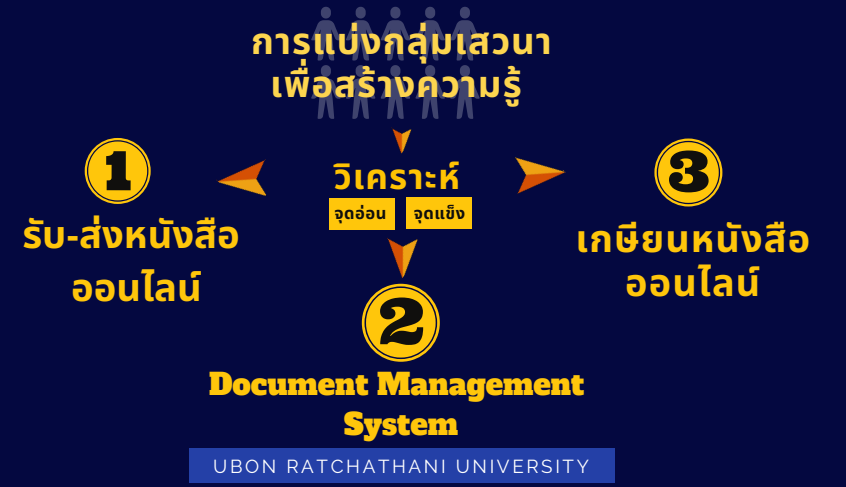 การแบ่งกลุ่มเสวนา
เพื่อสร้างความรู้
วิเคราะห์
จุดอ่อน จุดแข็ง
1
รับ-ส่งหนังสือ
ออนไลน์
2
Document Management
System
3
เกษียนหนังสือ
ออนไลน์
UBON RATCHATHANI UNIVERSITY